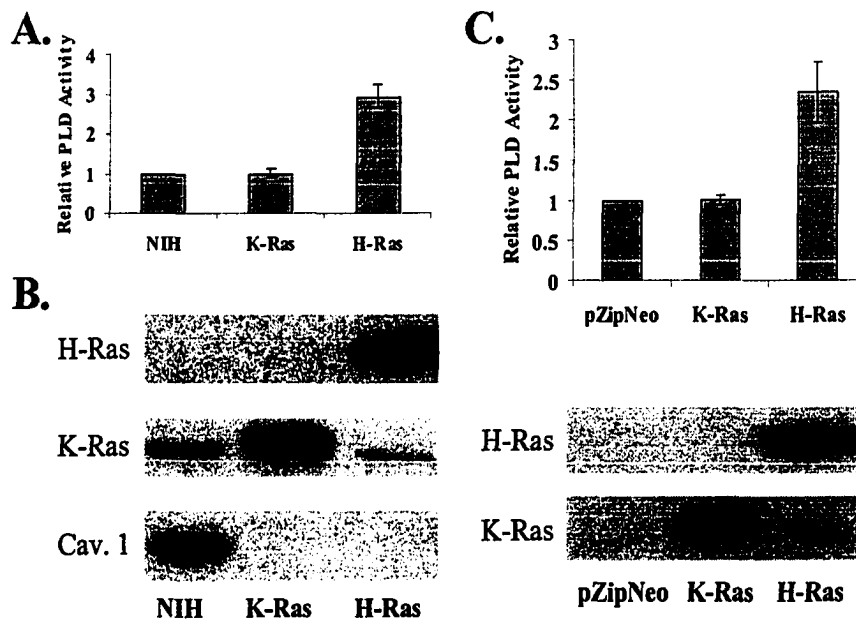 A.
Relative PLD Activity
4
3
2
1
0
NIH K-Ras H-Ras
B.
H-Ras
K-Ras
Cav. 1
NIH K-Ras H-Ras
C.
Relative PLD Activity
3
2.5
2
1.5
1
0.5
0
pZipNeo K-Ras H-Ras
H-Ras
K-Ras
pZipNeo K-Ras H-Ras